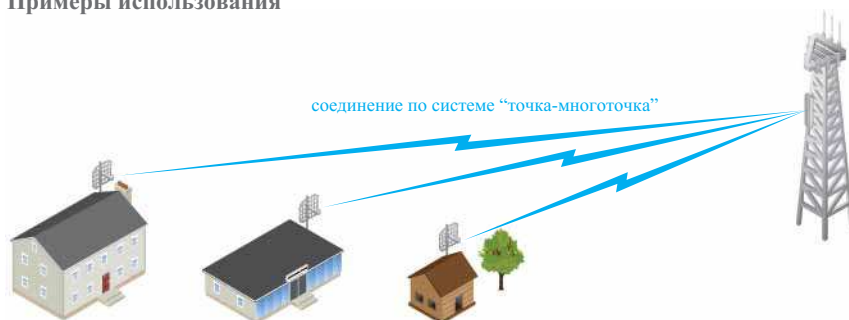 Примеры использования
соединение по системе “точка-многоточка”